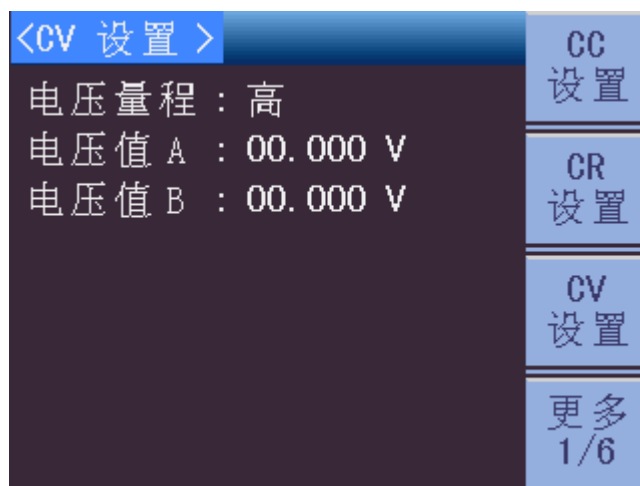 <CV 设置 >
电压量程 : 高
电压值 A : 00.000 V
电压值 B : 00.000 V
CC
设置
CR
设置
CV
设置
更多
1/6